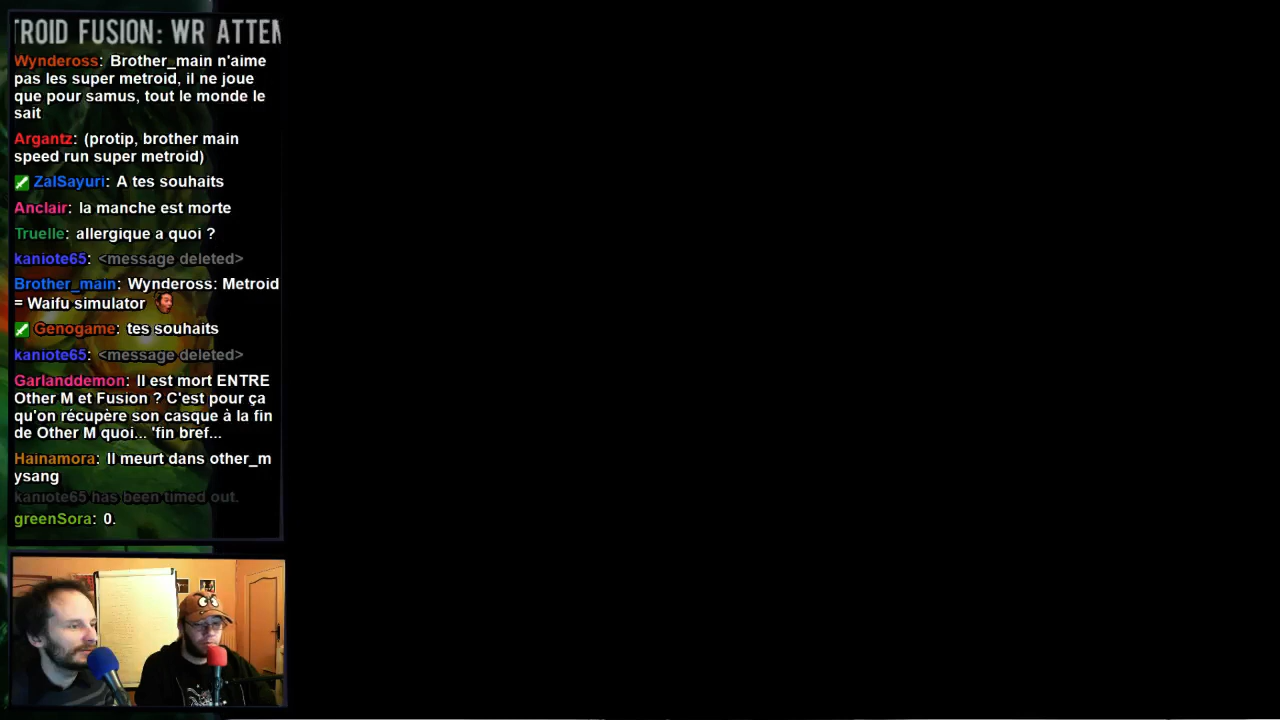 TROID FUSION: WR ATTEN
Wyndeross: Brother_main n'aime
pas les super metroid, il ne joue
que pour samus, tout le monde le
sait
Argantz: (protip, brother main
speed run super metroid)
ZalSayuri: A tes souhaits
Anclair: la manche est morte
Truelle: allergique a quoi ?
kaniote65: <message deleted>
Brother_main: Wyndeross: Metroid
= Waifu simulator
Genogame: tes souhaits
kaniote65: <message deleted>
Garlanddemon: Il est mort ENTRE
Other M et Fusion ? C'est pour ça
qu'on récupère son casque à la fin
de Other M quoi... 'fin bref...
Hainamora: Il meurt dans other_m
ysang
kaniote65 has been timed out.
greenSora: 0.